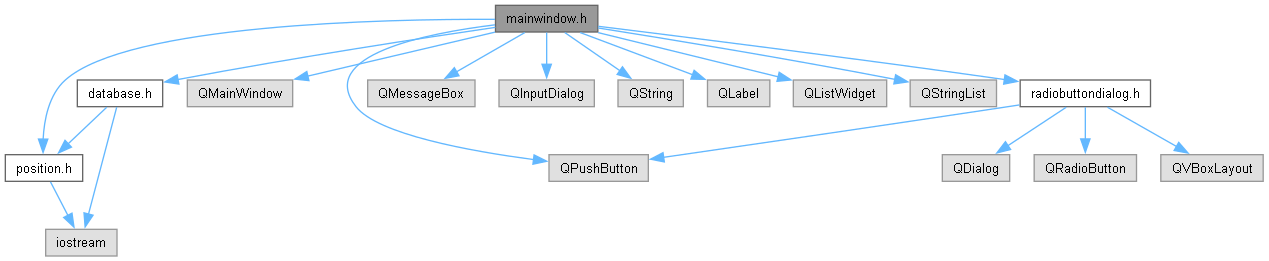 mainwindow.h
database.h
QMainWindow
QMessageBox
QInputDialog
QString
QLabel
QListWidget
QStringList
radiobuttondialog.h
position.h
QPushButton
QDialog
QRadioButton
QVBoxLayout
iostream